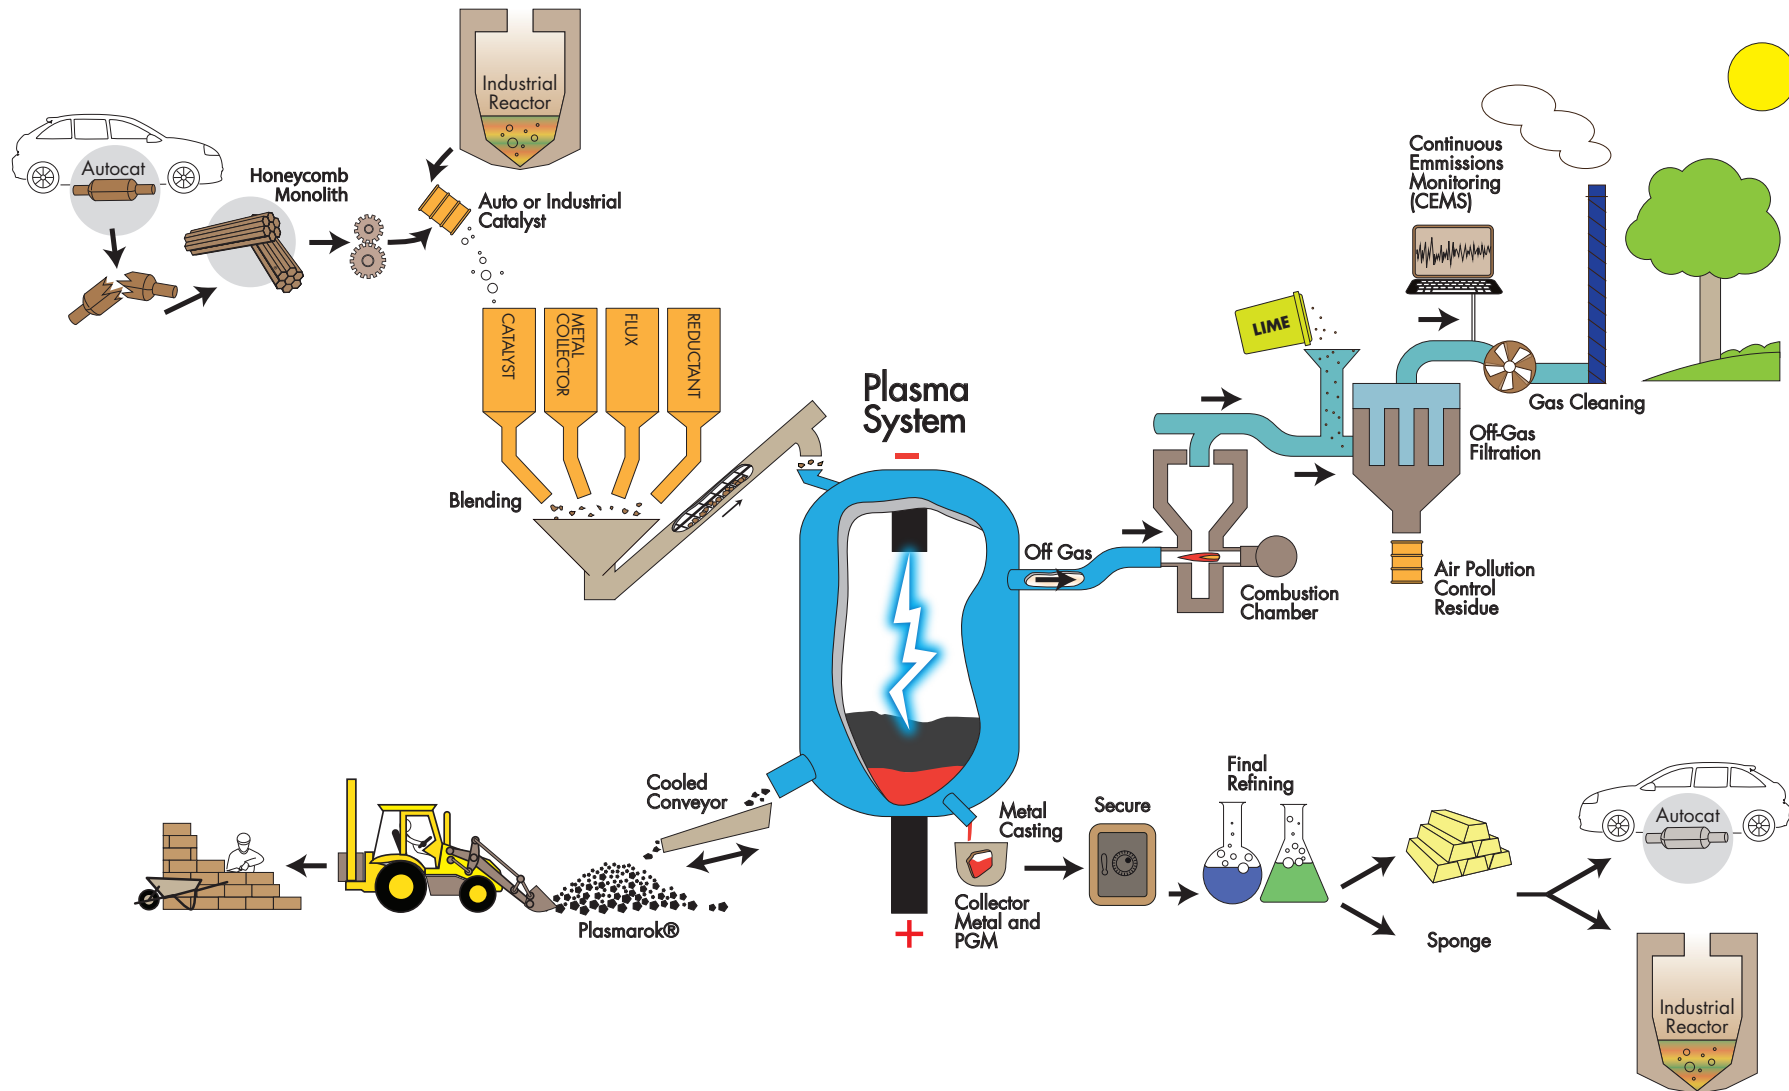 Industrial
Reactor
Autocat
Honeycomb
Monolith
Auto or Industrial
Catalyst
CATALYST
METAL
COLLECTOR
FLUX
REDUCTANT
Blending
Plasma
System
−
Off Gas
Combustion
Chamber
LIME
Continuous
Emmissions
Monitoring
(CEMS)
Gas Cleaning
Off-Gas
Filtration
Air Pollution
Control
Residue
Cooled
Conveyor
Plasmarok®
+
Metal
Casting
Collector
Metal and
PGM
Secure
Final
Refining
Sponge
Autocat
Industrial
Reactor